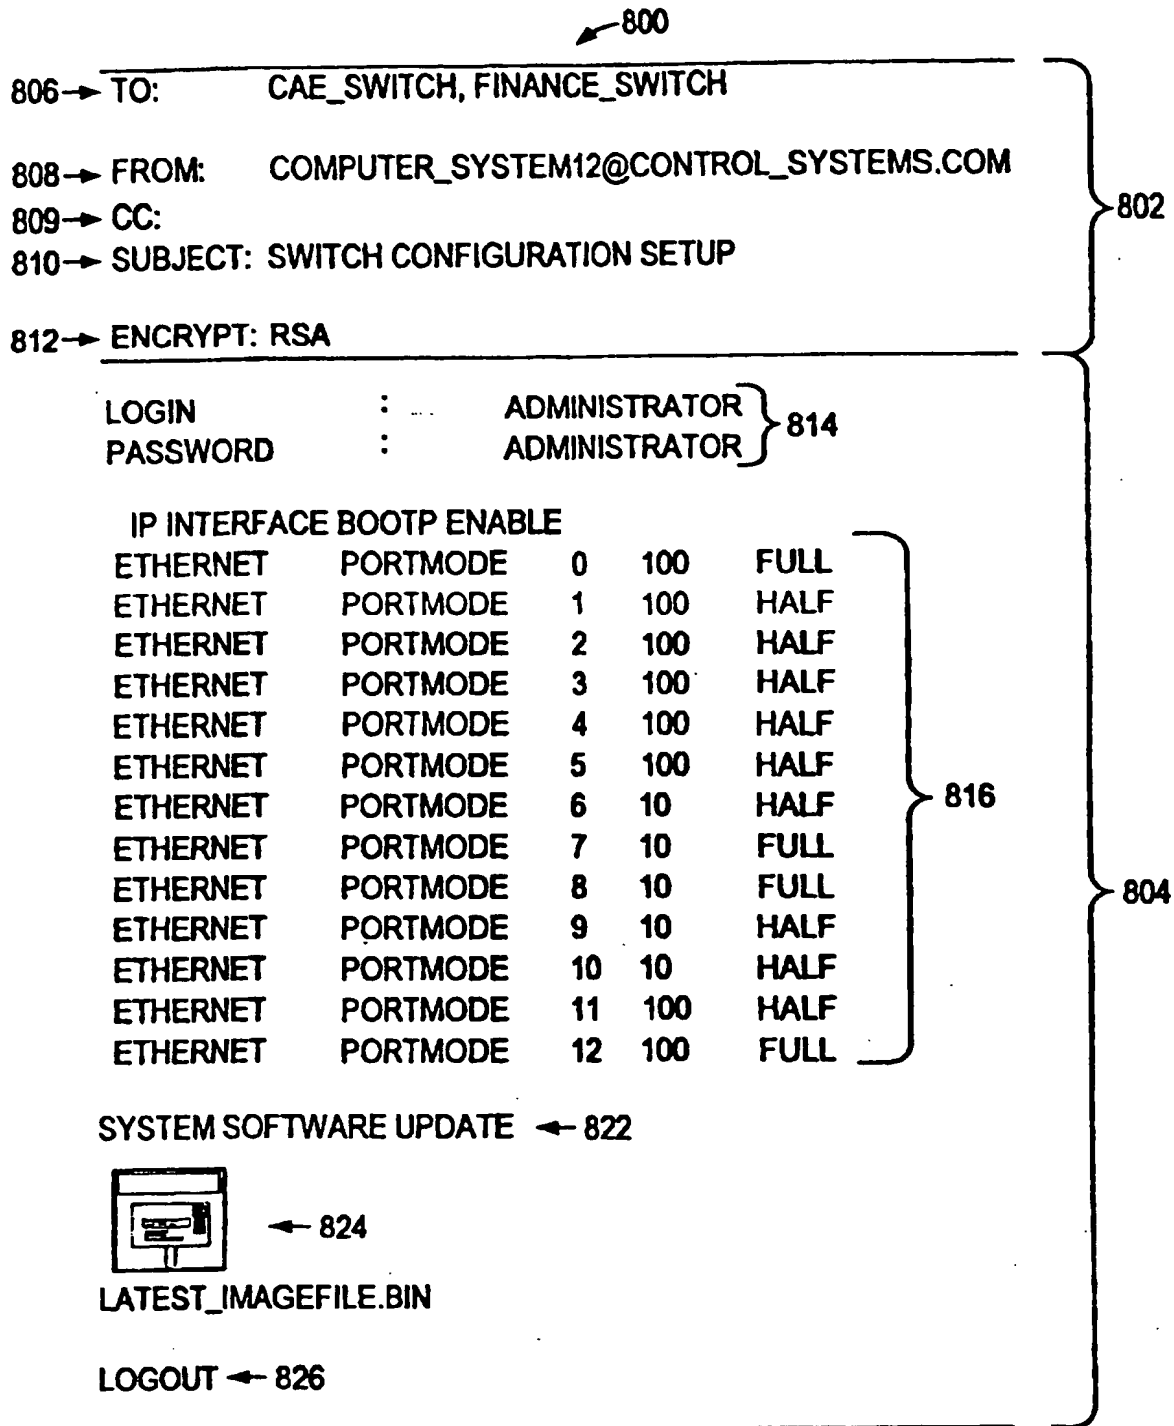 800
806 TO: CAE_SWITCH, FINANCE_SWITCH
808 FROM: COMPUTER_SYSTEM12@CONTROL_SYSTEMS.COM
802
809 CC:
810 SUBJECT: SWITCH CONFIGURATION SETUP
812 ENCRYPT: RSA
LOGIN : ADMINISTRATOR
814
PASSWORD : ADMINISTRATOR
IP INTERFACE BOOTP ENABLE
ETHERNET PORTMODE 0 100 FULL
ETHERNET PORTMODE 1 100 HALF
ETHERNET PORTMODE 2 100 HALF
ETHERNET PORTMODE 3 100 HALF
ETHERNET PORTMODE 4 100 HALF
ETHERNET PORTMODE 5 100 HALF
ETHERNET PORTMODE 6 10 HALF
816
ETHERNET PORTMODE 7 10 FULL
ETHERNET PORTMODE 8 10 FULL
804
ETHERNET PORTMODE 9 10 HALF
ETHERNET PORTMODE 10 10 HALF
ETHERNET PORTMODE 11 100 HALF
ETHERNET PORTMODE 12 100 FULL
SYSTEM SOFTWARE UPDATE 822
824
LATEST_IMAGEFILE.BIN
LOGOUT 826